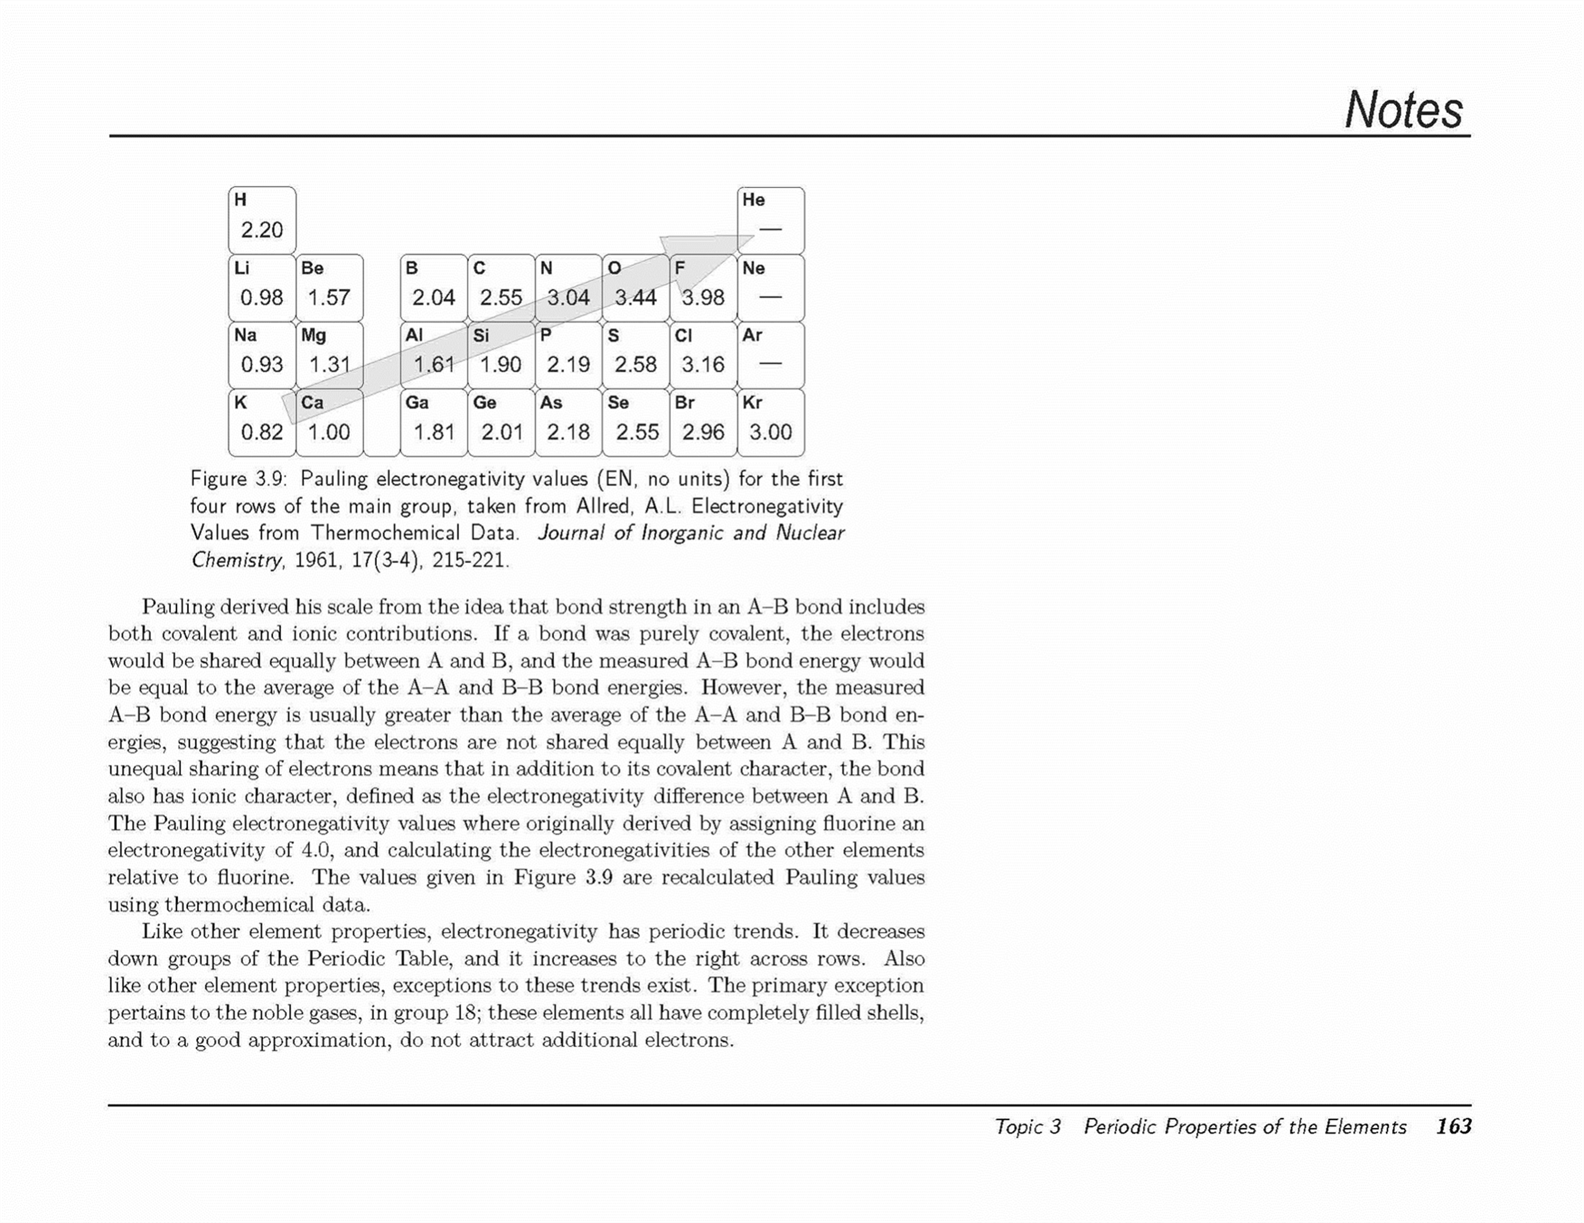 Notes
H He
2.20 —
Li Be B C N O F Ne
0.98 1.57 2.04 2.55 3.04 3.44 3.98 —
Na Mg Al Si P S Cl Ar
0.93 1.31 1.61 1.90 2.19 2.58 3.16 —
K Ca Ga Ge As Se Br Kr
0.82 1.00 1.81 2.01 2.18 2.55 2.96 3.00
Figure 3.9: Pauling electronegativity values (EN, no units) for the first
four rows of the main group, taken from Allred, A.L. Electronegativity
Values from Thermochemical Data. Journal of Inorganic and Nuclear
Chemistry, 1961, 17(3-4), 215-221.
Pauling derived his scale from the idea that bond strength in an A–B bond includes
both covalent and ionic contributions. If a bond was purely covalent, the electrons
would be shared equally between A and B, and the measured A–B bond energy would
be equal to the average of the A–A and B–B bond energies. However, the measured
A–B bond energy is usually greater than the average of the A–A and B–B bond en-
ergies, suggesting that the electrons are not shared equally between A and B. This
unequal sharing of electrons means that in addition to its covalent character, the bond
also has ionic character, defined as the electronegativity difference between A and B.
The Pauling electronegativity values where originally derived by assigning fluorine an
electronegativity of 4.0, and calculating the electronegativities of the other elements
relative to fluorine. The values given in Figure 3.9 are recalculated Pauling values
using thermochemical data.
Like other element properties, electronegativity has periodic trends. It decreases
down groups of the Periodic Table, and it increases to the right across rows. Also
like other element properties, exceptions to these trends exist. The primary exception
pertains to the noble gases, in group 18; these elements all have completely filled shells,
and to a good approximation, do not attract additional electrons.
Topic 3 Periodic Properties of the Elements 163